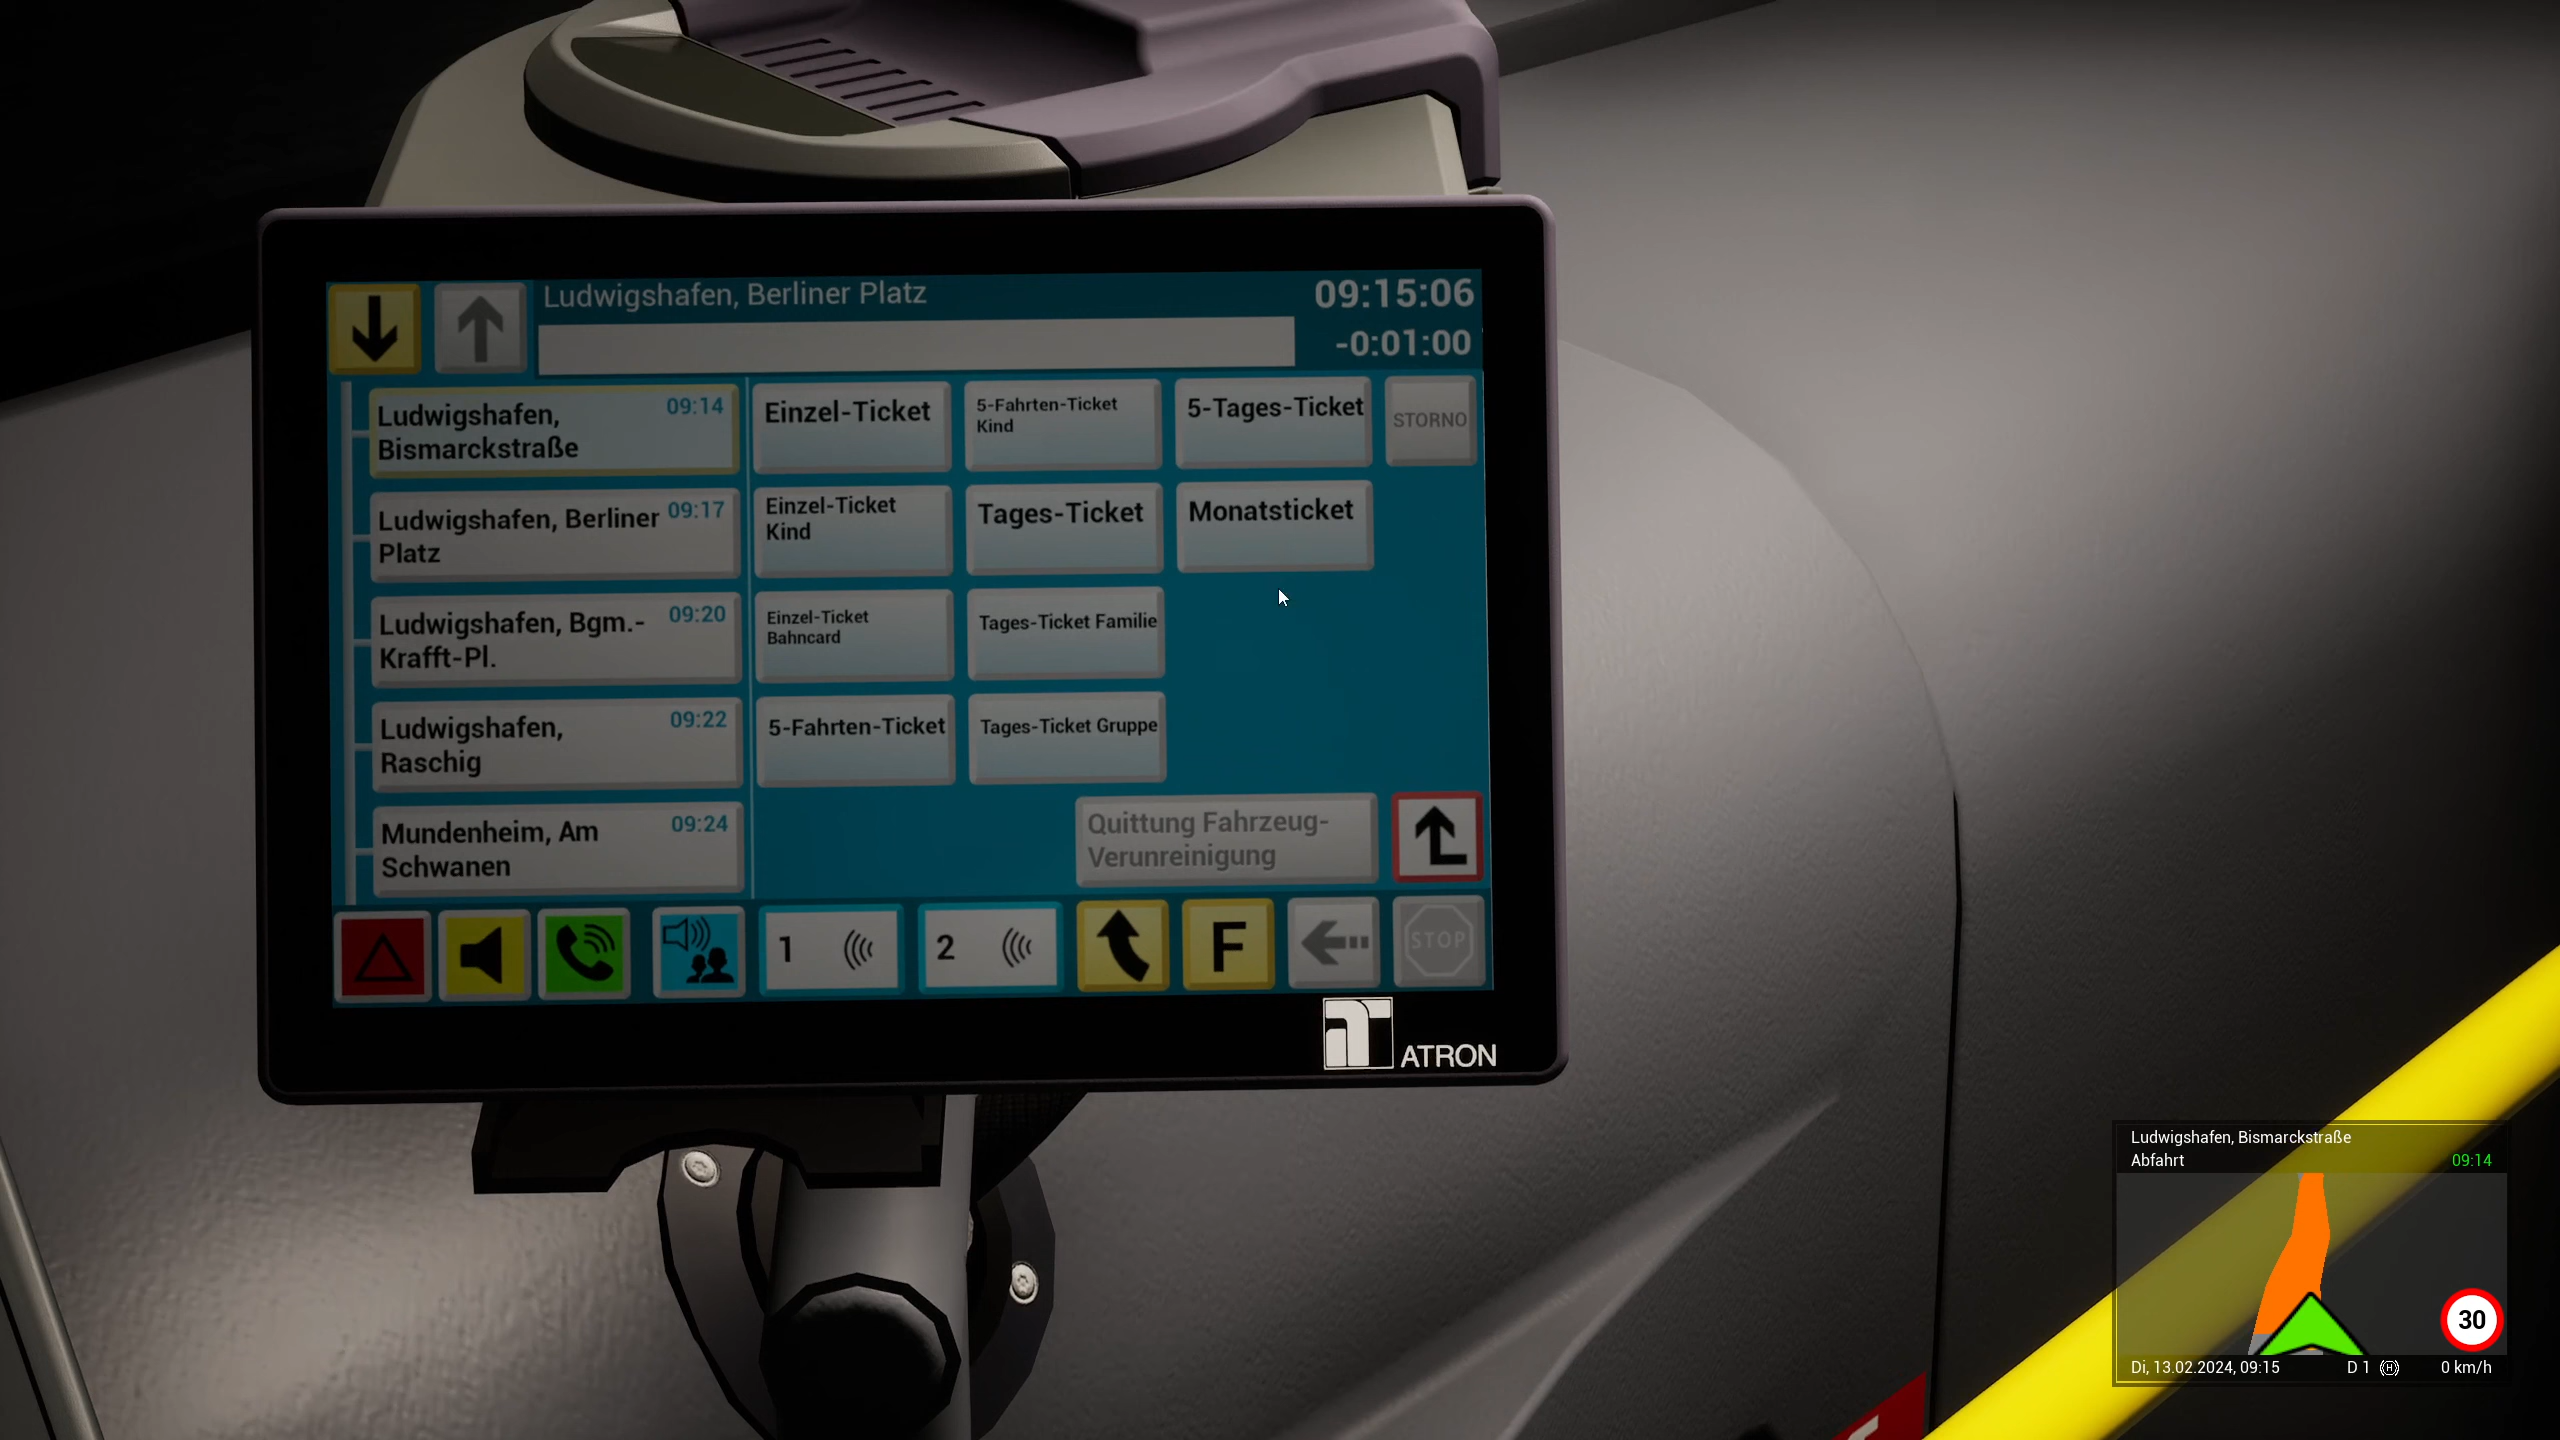 Ludwigshafen, Berliner Platz
09:15:06
-0:01:00
Ludwigshafen,
Bismarckstraße
09:14
Ludwigshafen, Berliner
Platz
09:17
Ludwigshafen, Bgm.-
Krafft-Pl.
09:20
Ludwigshafen,
Raschig
09:22
Mundenheim, Am
Schwanen
09:24
Einzel-Ticket
5-Fahrten-Ticket
Kind
5-Tages-Ticket
STORNO
Einzel-Ticket
Kind
Tages-Ticket
Monatsticket
Einzel-Ticket
Bahncard
Tages-Ticket Familie
5-Fahrten-Ticket
Tages-Ticket Gruppe
Quittung Fahrzeug-
Verunreinigung
1
2
F
STOP
ATRON
Ludwigshafen, Bismarckstraße
Abfahrt 09:14
30
Di, 13.02.2024, 09:15 D 1 (H) 0 km/h